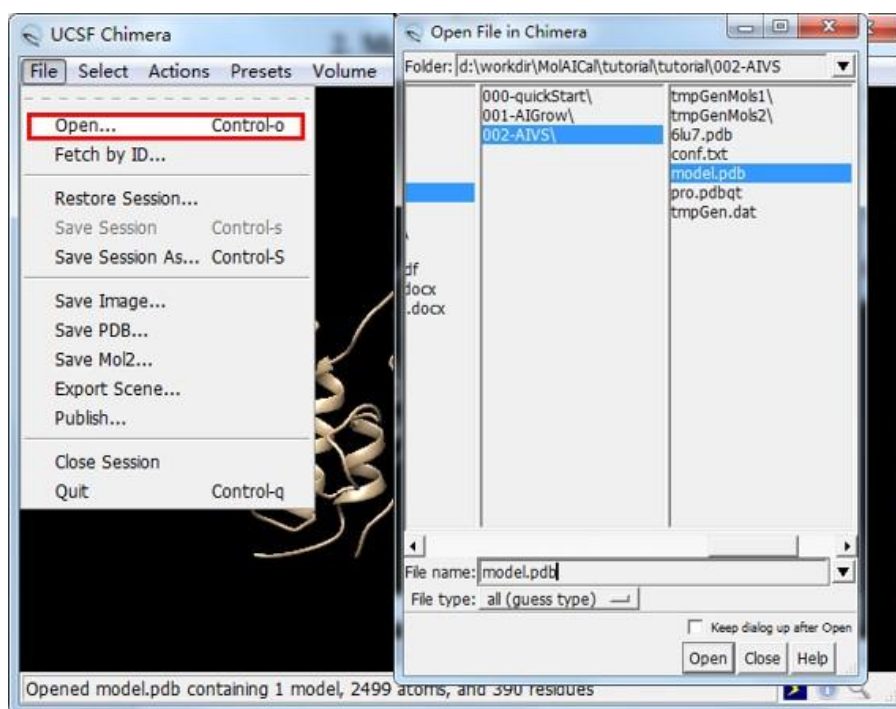 UCSF Chimera
File Select Actions Presets Volume
Open... Control-o
Fetch by ID...
Restore Session...
Save Session Control-s
Save Session As... Control-S
Save Image...
Save PDB...
Save Mol2...
Export Scene...
Publish...
Close Session
Quit Control-q
Opened model.pdb containing 1 model, 2499 atoms, and 390 residues
Open File in Chimera
Folder: d:\workdir\MolAICal\tutorial\tutorial\002-AIVS
\
df
docx
.docx
000-quickStart\
001-AIGrow\
002-AIVS\
tmpGenMols1\
tmpGenMols2\
6lu7.pdb
conf.txt
model.pdb
pro.pdbqt
tmpGen.dat
File name: model.pdb
File type: all (guess type)
Keep dialog up after Open
Open Close Help